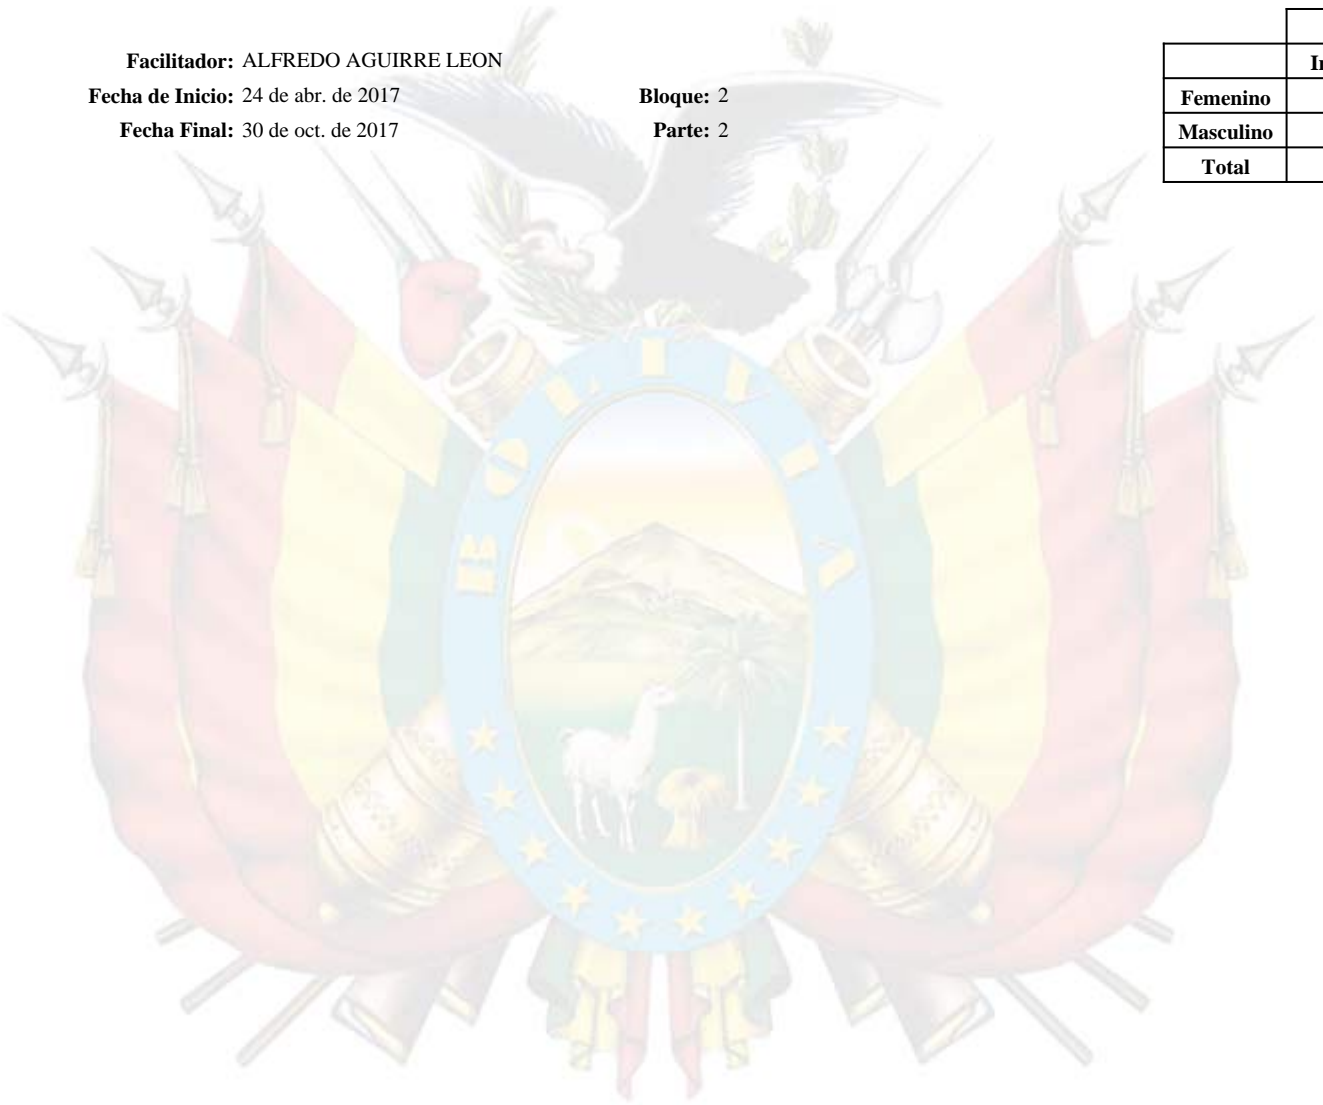 Facilitador: ALFREDO AGUIRRE LEON
Fecha de Inicio: 24 de abr. de 2017 Bloque: 2
Fecha Final: 30 de oct. de 2017 Parte: 2
Femenino
Masculino
Total
BOLIVIA